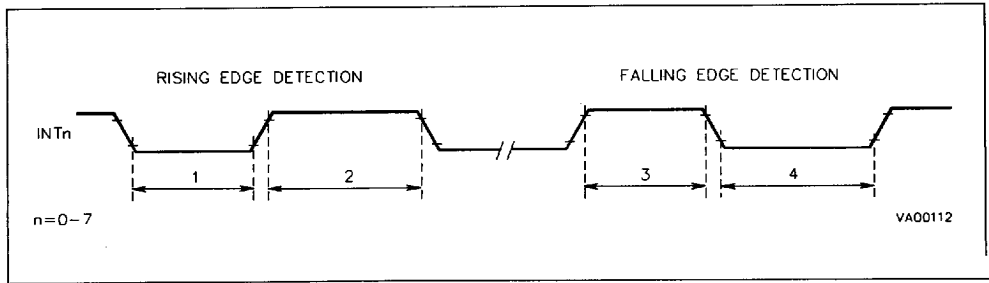 RISING EDGE DETECTION
FALLING EDGE DETECTION
INTn
1
2
3
4
n=0-7
VA00112